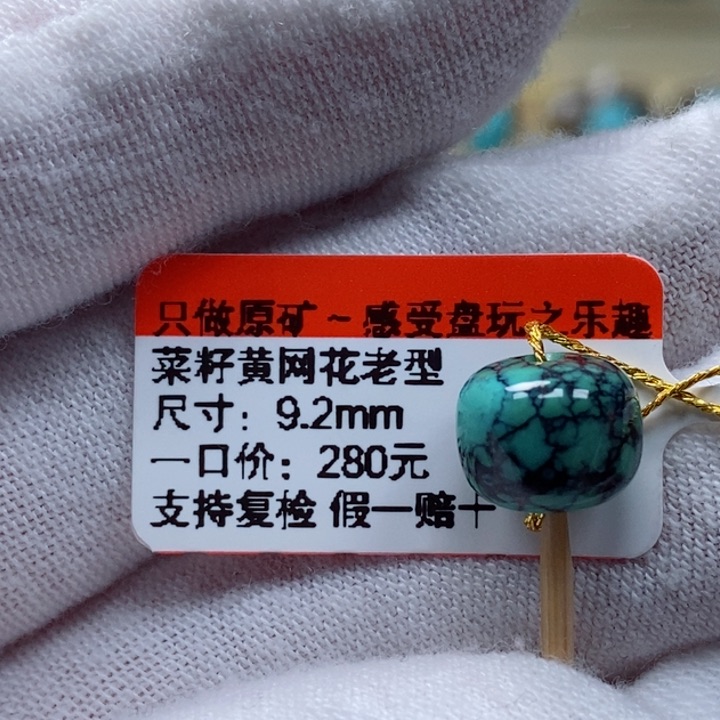 只做原矿~感受盘玩之乐趣
菜籽黄网花老型
尺寸：9.2mm
一口价：280元
支持复检 假一赔十